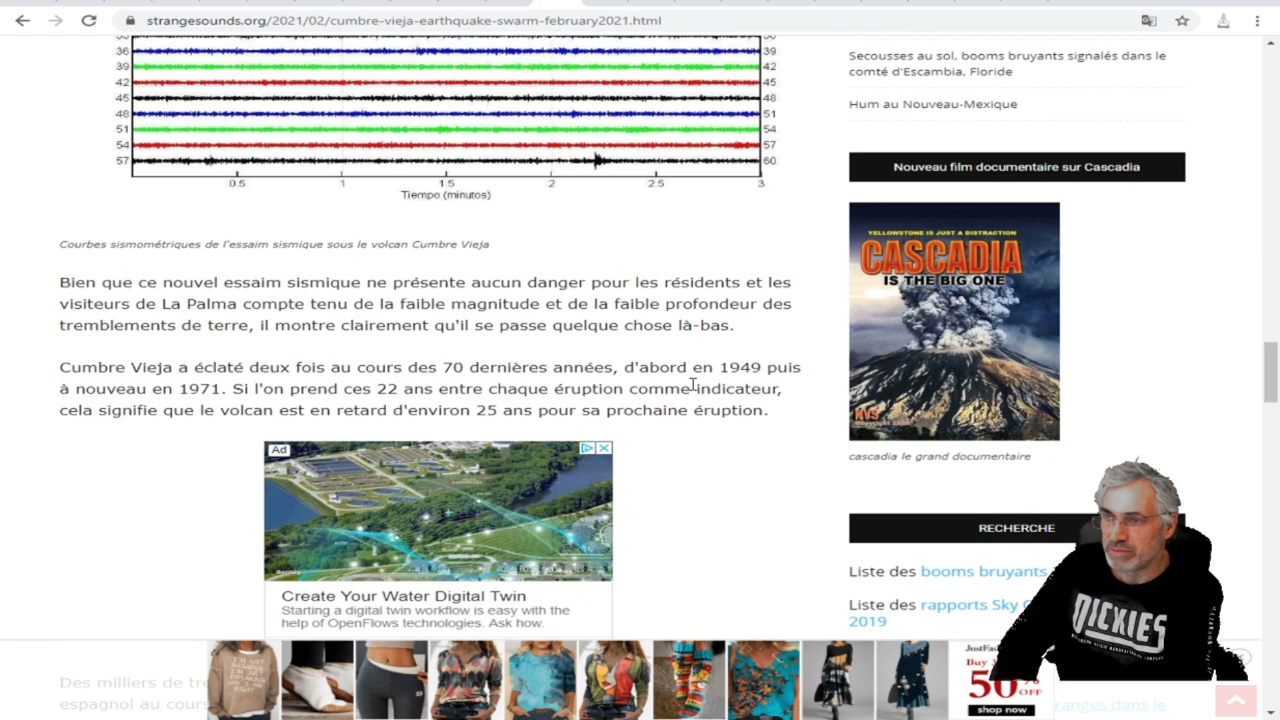 strangesounds.org/2021/02/cumbre-vieja-earthquake-swarm-february2021.html
36 39
39 42
42 45
45 48
48 51
51 54
54 57
57 60
0.5 1 1.5 2 2.5 3
Tiempo (minutos)
Courbes sismométriques de l'essaim sismique sous le volcan Cumbre Vieja
Bien que ce nouvel essaim sismique ne présente aucun danger pour les résidents et les
visiteurs de La Palma compte tenu de la faible magnitude et de la faible profondeur des
tremblements de terre, il montre clairement qu'il se passe quelque chose là-bas.
Cumbre Vieja a éclaté deux fois au cours des 70 dernières années, d'abord en 1949 puis
à nouveau en 1971. Si l'on prend ces 22 ans entre chaque éruption comme indicateur,
cela signifie que le volcan est en retard d'environ 25 ans pour sa prochaine éruption.
Ad
Create Your Water Digital Twin
Starting a digital twin workflow is easy with the
help of OpenFlows technologies. Ask how.
Des milliers de
espagnol au cours
Secousses au sol, booms bruyants signalés dans le
comté d'Escambia, Floride
Hum au Nouveau-Mexique
Nouveau film documentaire sur Cascadia
YELLOWSTONE IS JUST A DISTRACTION
CASCADIA
IS THE BIG ONE
cascadia le grand documentaire
RECHERCHE
Liste des booms bruyants
Liste des rapports Sky
2019
DICKIES
50% OFF
shop now